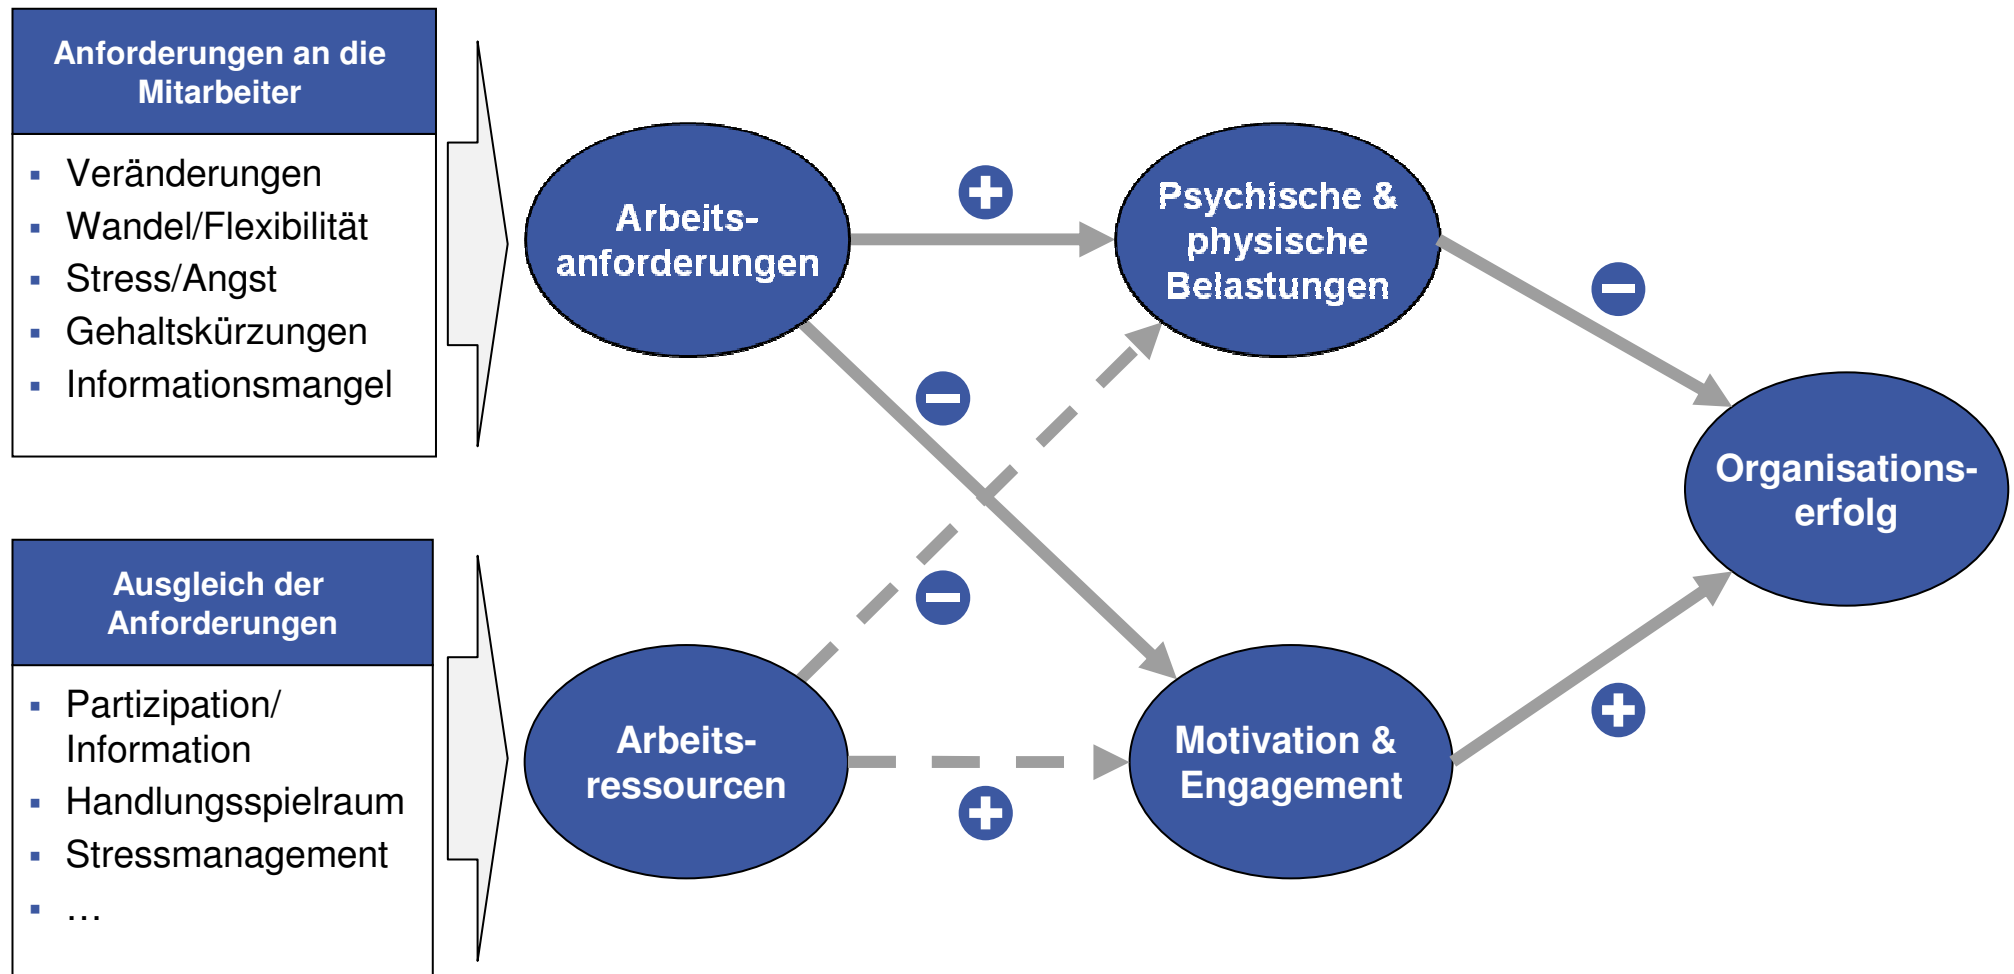 Anforderungen an die
Mitarbeiter
▪ Veränderungen
▪ Wandel/Flexibilität
▪ Stress/Angst
▪ Gehaltskürzungen
▪ Informationsmangel
Ausgleich der
Anforderungen
▪ Partizipation/
Information
▪ Handlungsspielraum
▪ Stressmanagement
▪ …
Arbeits-
anforderungen
+
Psychische &
physische
Belastungen
−
−
Organisations-
erfolg
−
Arbeits-
ressourcen
+
Motivation &
Engagement
+